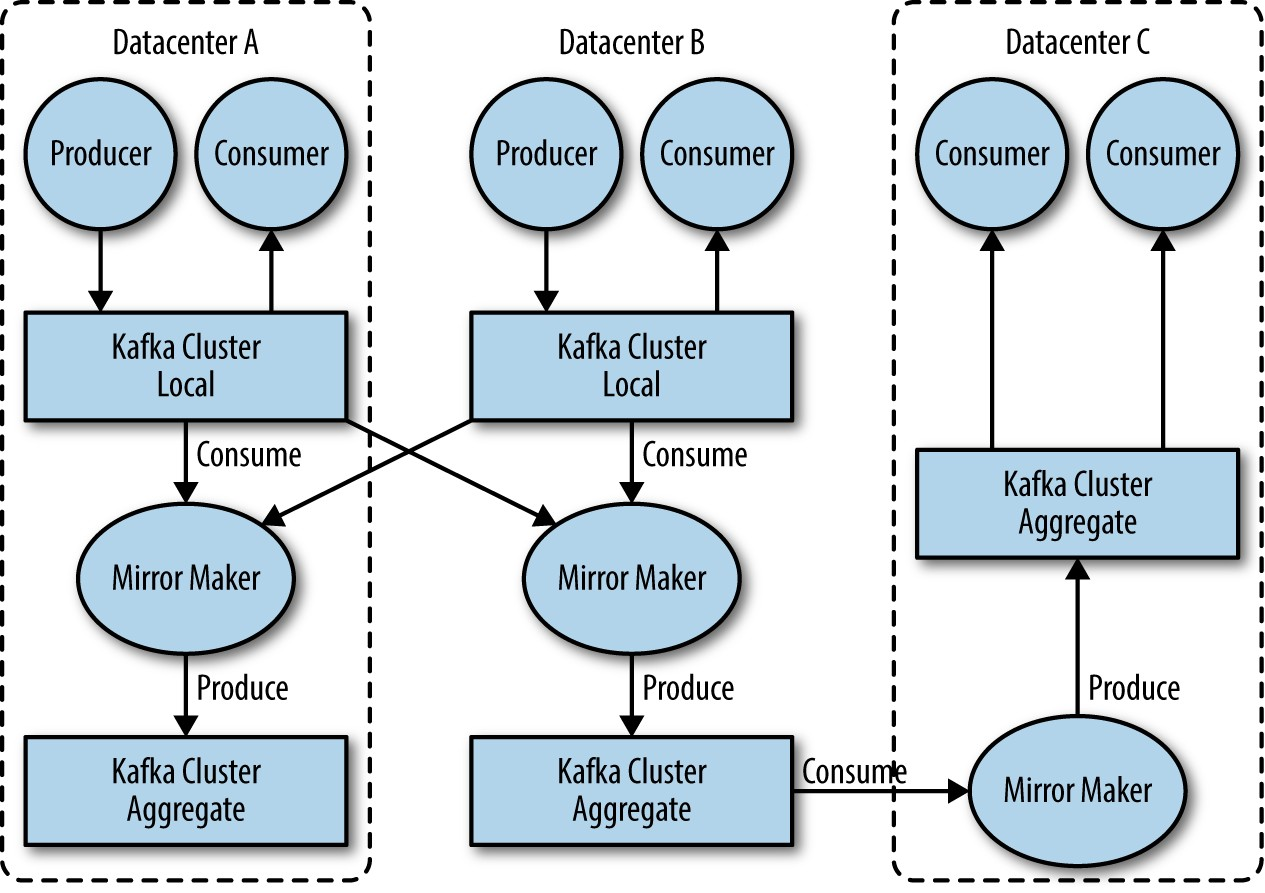 Datacenter A
Producer
Consumer
Kafka Cluster
Local
Consume
Mirror Maker
Produce
Kafka Cluster
Aggregate
Datacenter B
Producer
Consumer
Kafka Cluster
Local
Consume
Mirror Maker
Produce
Kafka Cluster
Aggregate
Consume
Datacenter C
Consumer
Consumer
Kafka Cluster
Aggregate
Produce
Mirror Maker